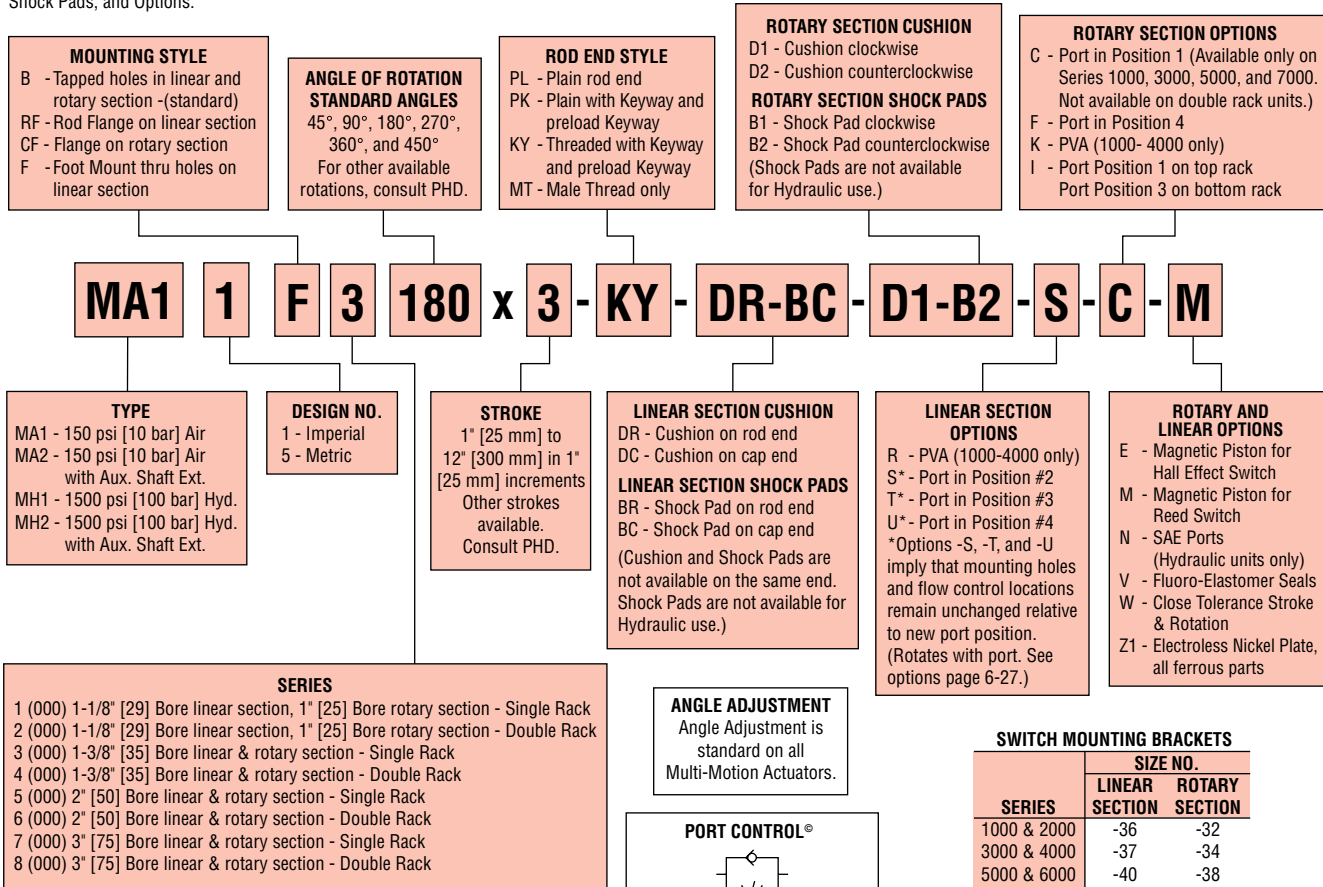 Shock Pads, and Options.
MOUNTING STYLE
B - Tapped holes in linear and
rotary section -(standard)
RF - Rod Flange on linear section
CF - Flange on rotary section
F - Foot Mount thru holes on
linear section
ANGLE OF ROTATION
STANDARD ANGLES
45°, 90°, 180°, 270°,
360°, and 450°
For other available
rotations, consult PHD.
ROD END STYLE
PL - Plain rod end
PK - Plain with Keyway and
preload Keyway
KY - Threaded with Keyway
and preload Keyway
MT - Male Thread only
ROTARY SECTION CUSHION
D1 - Cushion clockwise
D2 - Cushion counterclockwise
ROTARY SECTION SHOCK PADS
B1 - Shock Pad clockwise
B2 - Shock Pad counterclockwise
(Shock Pads are not available
for Hydraulic use.)
ROTARY SECTION OPTIONS
C - Port in Position 1 (Available only on
Series 1000, 3000, 5000, and 7000.
Not available on double rack units.)
F - Port in Position 4
K - PVA (1000- 4000 only)
I - Port Position 1 on top rack
Port Position 3 on bottom rack
MA1 1 F 3 180 x 3 - KY - DR-BC - D1-B2 - S - C - M
TYPE
MA1 - 150 psi [10 bar] Air
MA2 - 150 psi [10 bar] Air
with Aux. Shaft Ext.
MH1 - 1500 psi [100 bar] Hyd.
MH2 - 1500 psi [100 bar] Hyd.
with Aux. Shaft Ext.
DESIGN NO.
1 - Imperial
5 - Metric
STROKE
1" [25 mm] to
12" [300 mm] in 1"
[25 mm] increments
Other strokes
available.
Consult PHD.
LINEAR SECTION CUSHION
DR - Cushion on rod end
DC - Cushion on cap end
LINEAR SECTION SHOCK PADS
BR - Shock Pad on rod end
BC - Shock Pad on cap end
(Cushion and Shock Pads are
not available on the same end.
Shock Pads are not available for
Hydraulic use.)
LINEAR SECTION
OPTIONS
R - PVA (1000-4000 only)
S* - Port in Position #2
T* - Port in Position #3
U* - Port in Position #4
*Options -S, -T, and -U
imply that mounting holes
and flow control locations
remain unchanged relative
to new port position.
(Rotates with port. See
options page 6-27.)
ROTARY AND
LINEAR OPTIONS
E - Magnetic Piston for
Hall Effect Switch
M - Magnetic Piston for
Reed Switch
N - SAE Ports
(Hydraulic units only)
V - Fluoro-Elastomer Seals
W - Close Tolerance Stroke
& Rotation
Z1 - Electroless Nickel Plate,
all ferrous parts
SERIES
1 (000) 1-1/8" [29] Bore linear section, 1" [25] Bore rotary section - Single Rack
2 (000) 1-1/8" [29] Bore linear section, 1" [25] Bore rotary section - Double Rack
3 (000) 1-3/8" [35] Bore linear & rotary section - Single Rack
4 (000) 1-3/8" [35] Bore linear & rotary section - Double Rack
5 (000) 2" [50] Bore linear & rotary section - Single Rack
6 (000) 2" [50] Bore linear & rotary section - Double Rack
7 (000) 3" [75] Bore linear & rotary section - Single Rack
8 (000) 3" [75] Bore linear & rotary section - Double Rack
ANGLE ADJUSTMENT
Angle Adjustment is
standard on all
Multi-Motion Actuators.
PORT CONTROL©
SWITCH MOUNTING BRACKETS
SIZE NO.
SERIES LINEAR SECTION ROTARY SECTION
1000 & 2000 -36 -32
3000 & 4000 -37 -34
5000 & 6000 -40 -38